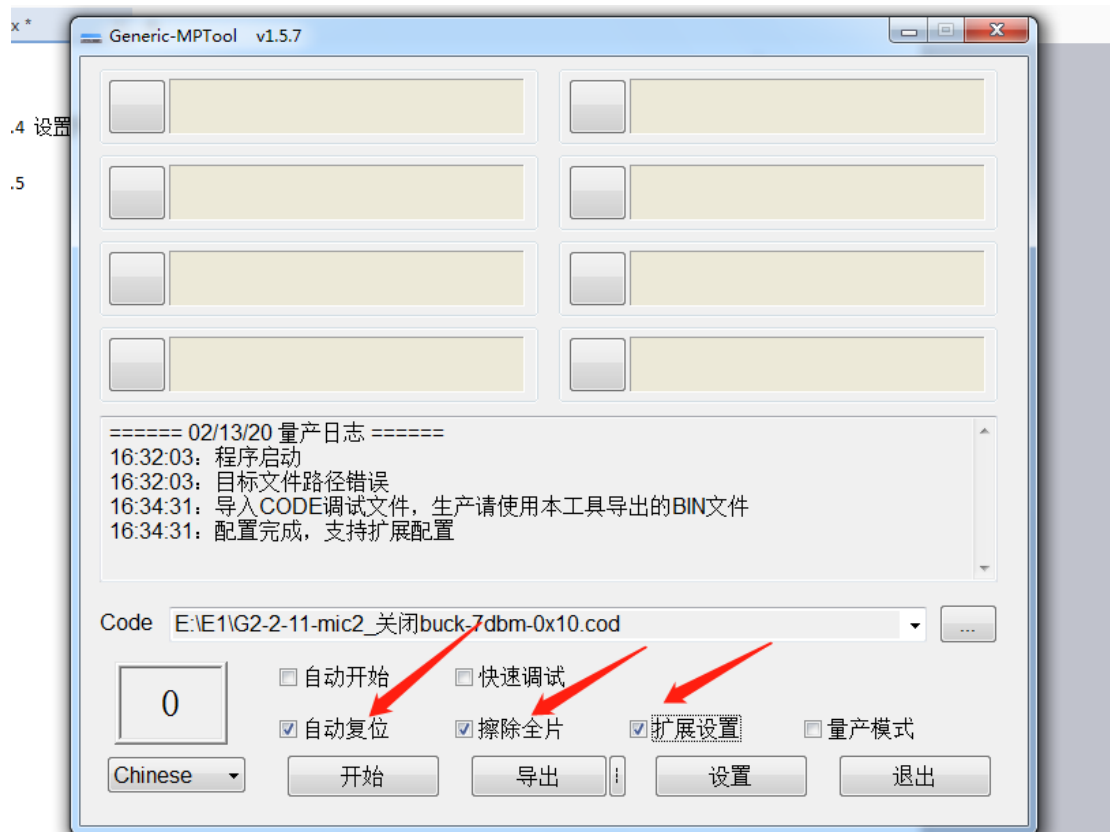 x *
Generic-MPTool v1.5.7
.4 设置
.5
====== 02/13/20 量产日志 ======
16:32:03：程序启动
16:32:03：目标文件路径错误
16:34:31：导入CODE调试文件，生产请使用本工具导出的BIN文件
16:34:31：配置完成，支持扩展配置
Code E:\E1\G2-2-11-mic2_关闭buck-7dbm-0x10.cod ...
0
自动开始 快速调试
自动复位 擦除全片 扩展设置 量产模式
Chinese 开始 导出 设置 退出